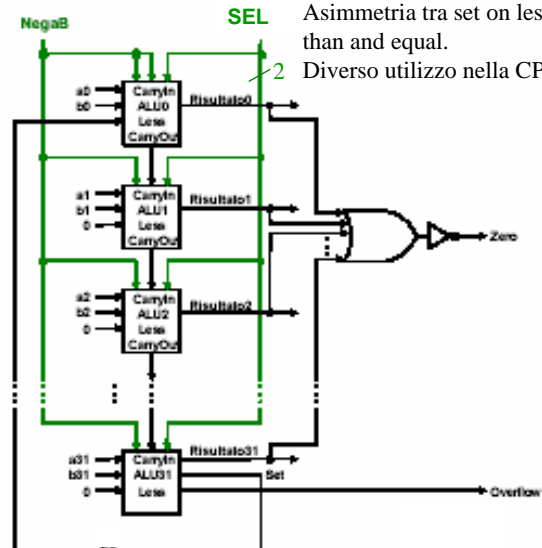 SEL
Asimmetria tra set on less
than and equal.
NegaB
2
Diverso utilizzo nella CP
a0
b0
CarryIn
ALU0
Less
CarryOut
Risultato0
a1
b1
0
CarryIn
ALU1
Less
CarryOut
Risultato1
Zero
a2
b2
0
CarryIn
ALU2
Less
CarryOut
Risultato2
a31
b31
0
CarryIn
ALU31
Less
Risultato31
Set
Overflow